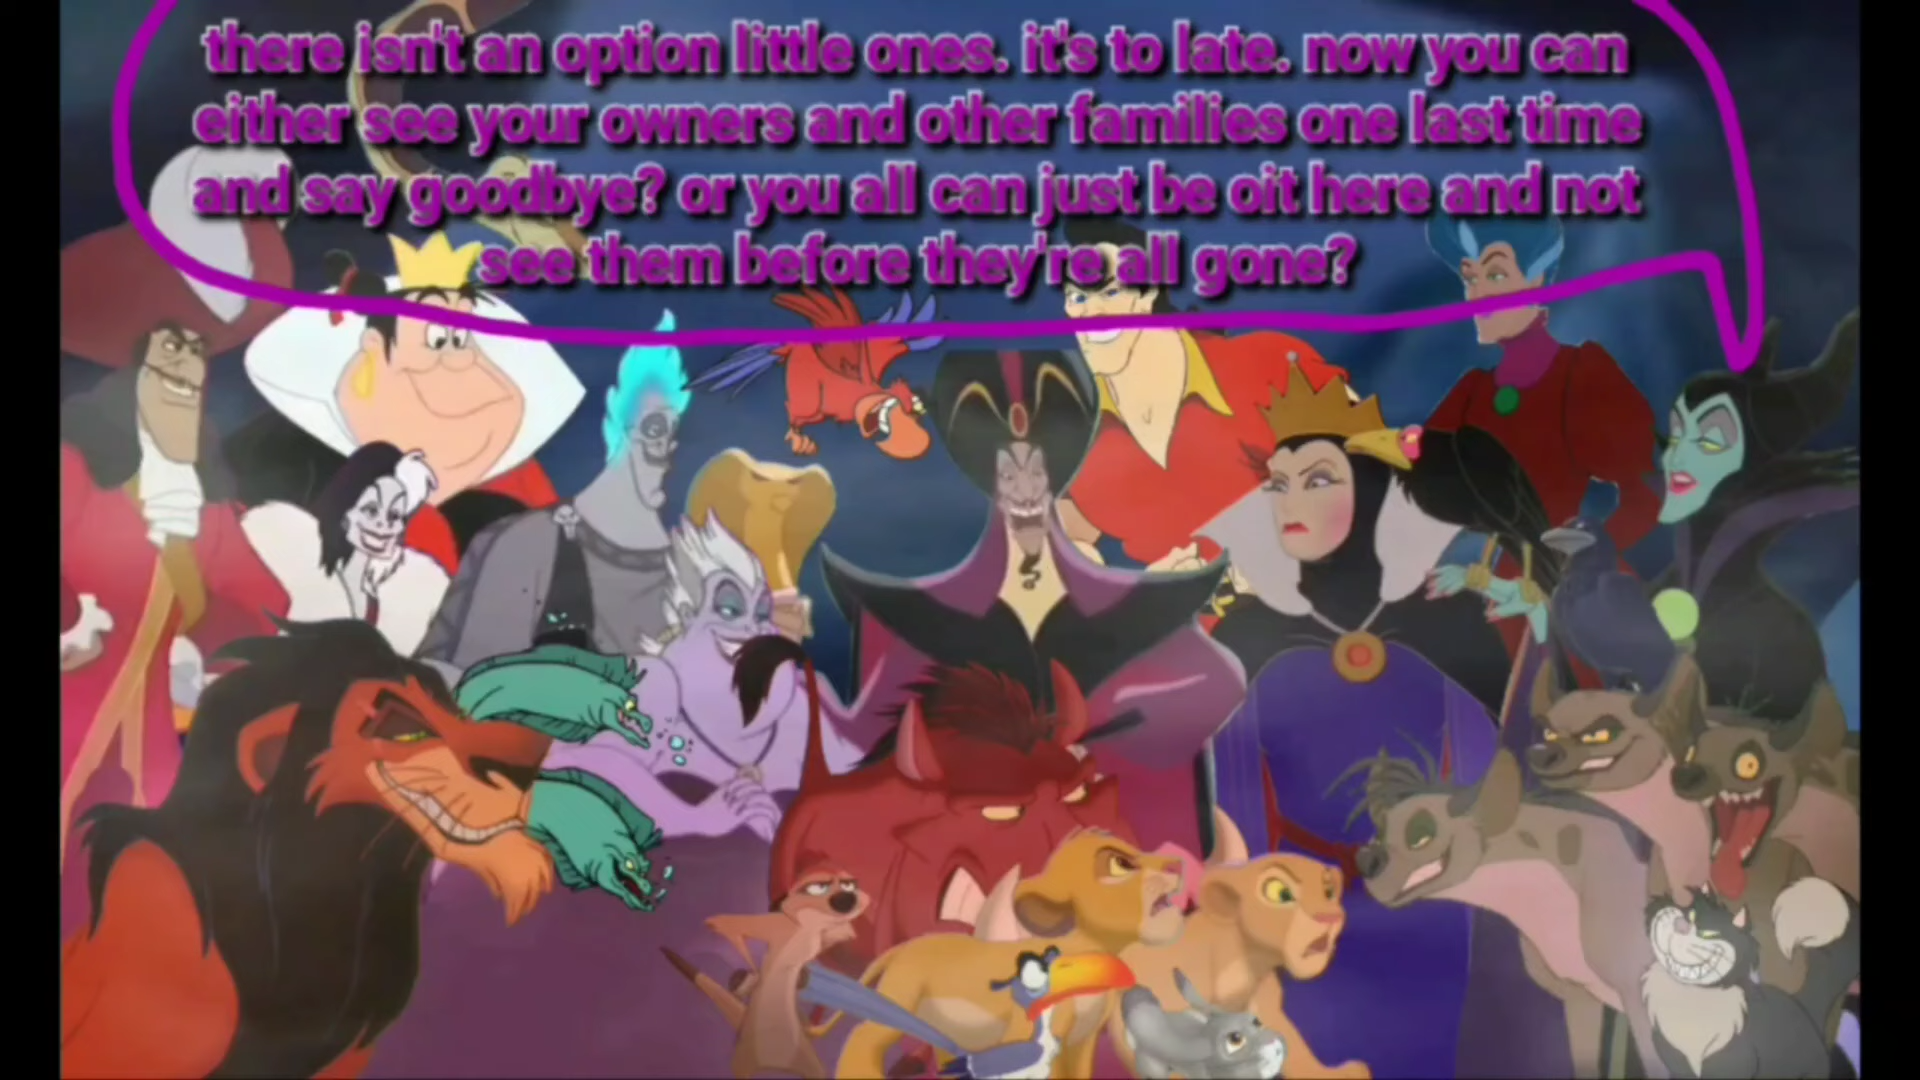 there isn't an option little ones. it's to late. now you can
either see your owners and other families one last time
and say goodbye? or you all can just be oit here and not
see them before they're all gone?